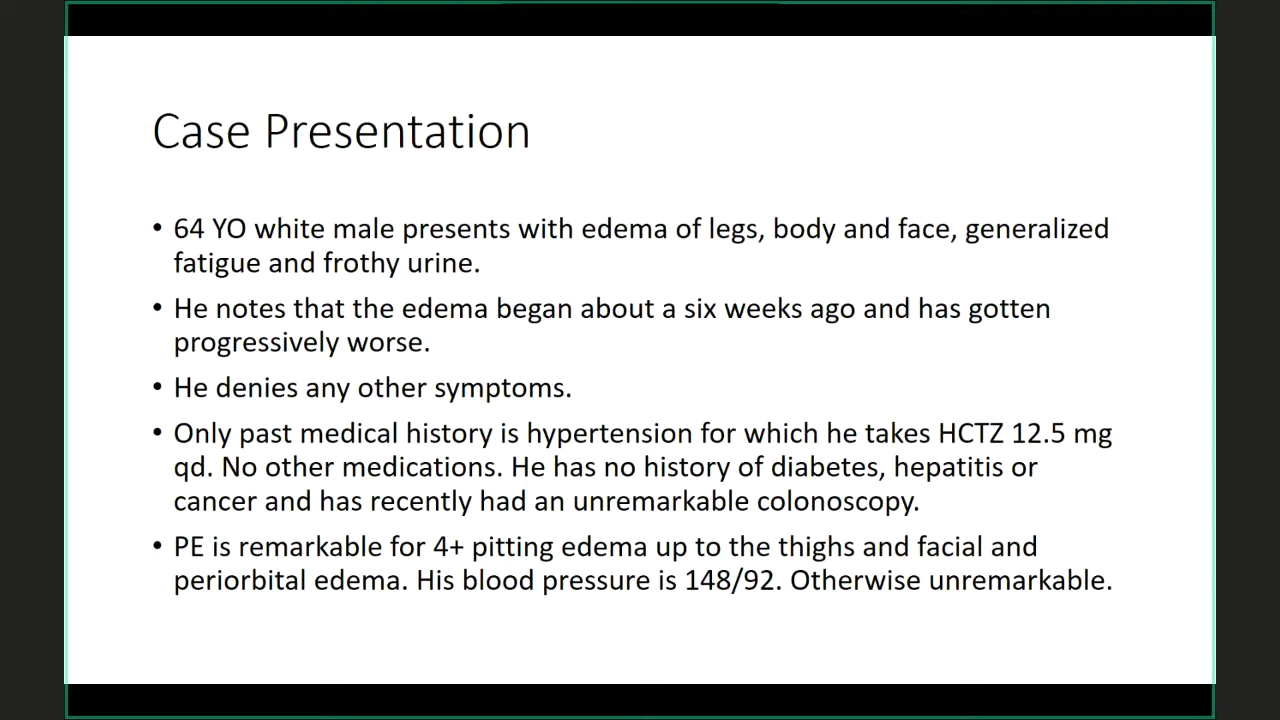 Case Presentation
• 64 YO white male presents with edema of legs, body and face, generalized
fatigue and frothy urine.
• He notes that the edema began about a six weeks ago and has gotten
progressively worse.
• He denies any other symptoms.
• Only past medical history is hypertension for which he takes HCTZ 12.5 mg
qd. No other medications. He has no history of diabetes, hepatitis or
cancer and has recently had an unremarkable colonoscopy.
• PE is remarkable for 4+ pitting edema up to the thighs and facial and
periorbital edema. His blood pressure is 148/92. Otherwise unremarkable.